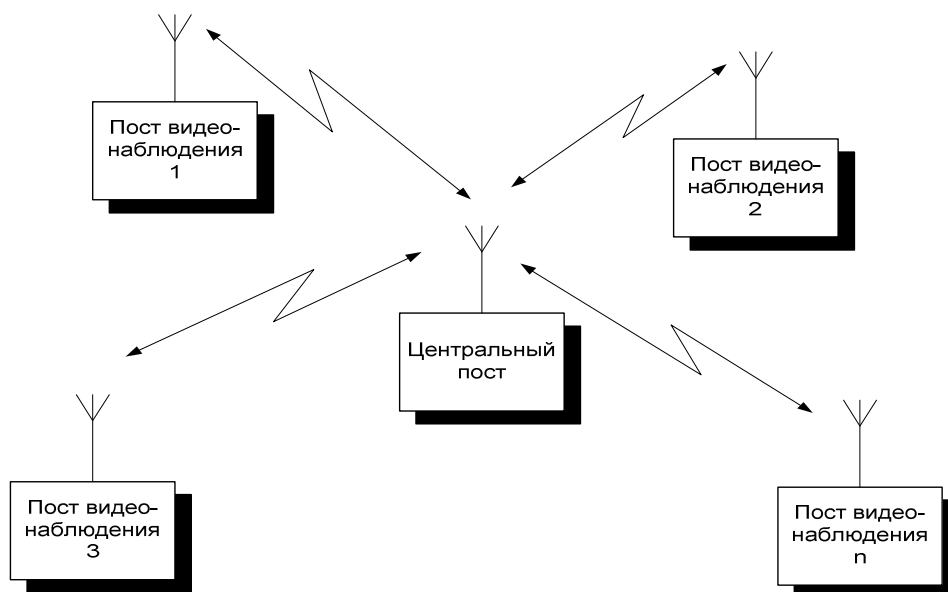 Пост видео-
наблюдения
1
Пост видео-
наблюдения
2
Центральный
пост
Пост видео-
наблюдения
3
Пост видео-
наблюдения
n